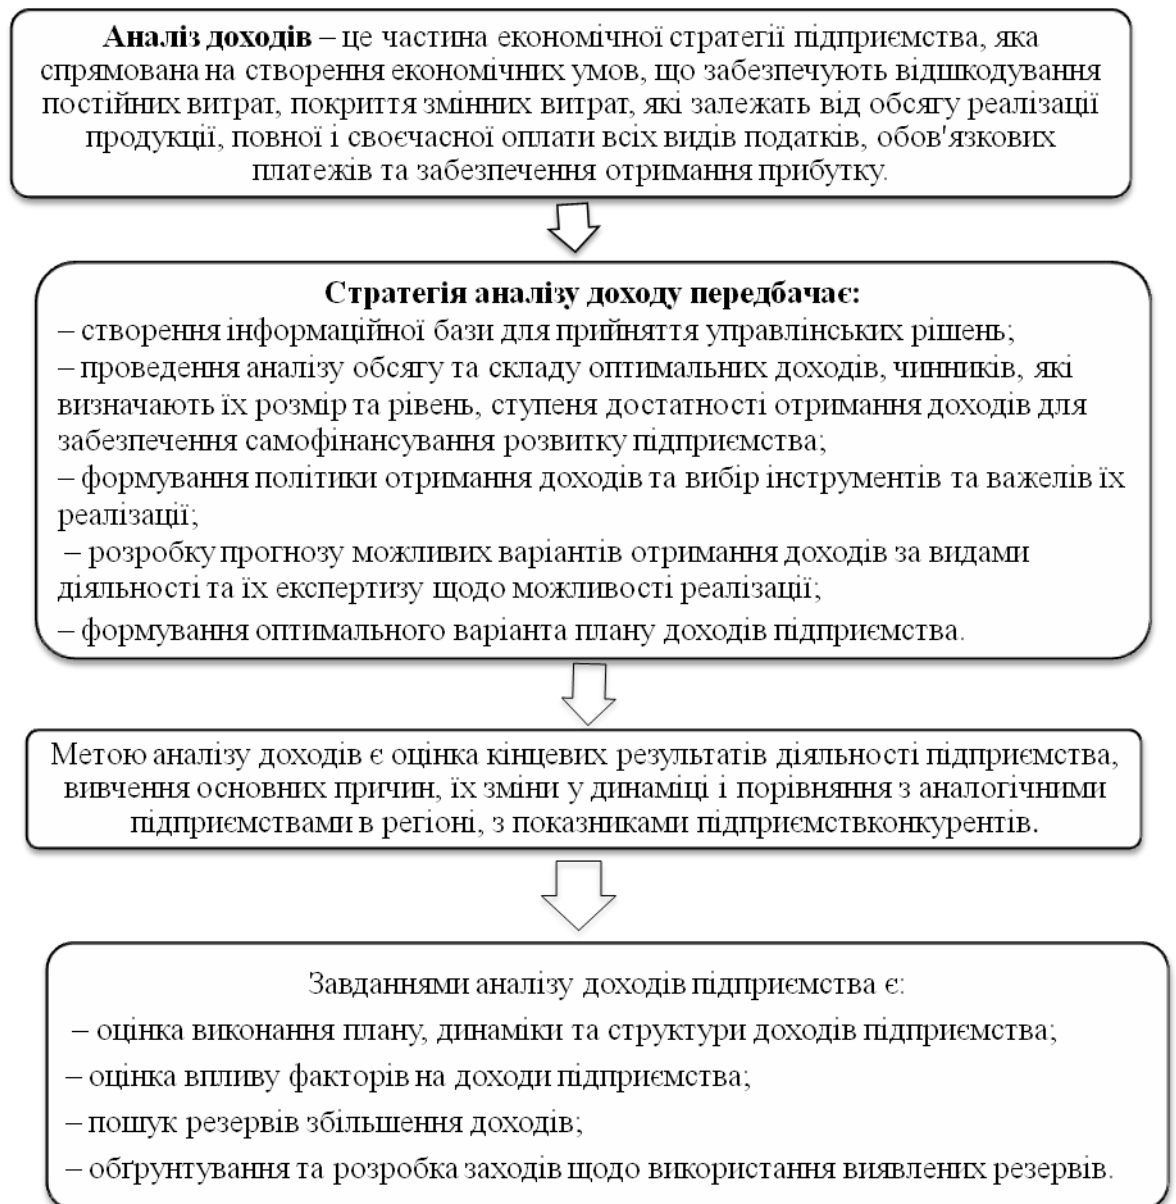 Аналіз доходів – це частина економічної стратегії підприємства, яка
спрямована на створення економічних умов, що забезпечують відшкодування
постійних витрат, покриття змінних витрат, які залежать від обсягу реалізації
продукції, повної і своєчасної оплати всіх видів податків, обов'язкових
платежів та забезпечення отримання прибутку.
Стратегія аналізу доходу передбачає:
– створення інформаційної бази для прийняття управлінських рішень;
– проведення аналізу обсягу та складу оптимальних доходів, чинників, які
визначають їх розмір та рівень, ступеня достатності отримання доходів для
забезпечення самофінансування розвитку підприємства;
– формування політики отримання доходів та вибір інструментів та важелів їх
реалізації;
– розробку прогнозу можливих варіантів отримання доходів за видами
діяльності та їх експертизу щодо можливості реалізації;
– формування оптимального варіанта плану доходів підприємства.
Метою аналізу доходів є оцінка кінцевих результатів діяльності підприємства,
вивчення основних причин, їх зміни у динаміці і порівняння з аналогічними
підприємствами в регіоні, з показниками підприємствконкурентів.
Завданнями аналізу доходів підприємства є:
– оцінка виконання плану, динаміки та структури доходів підприємства;
– оцінка впливу факторів на доходи підприємства;
– пошук резервів збільшення доходів;
– обґрунтування та розробка заходів щодо використання виявлених резервів.